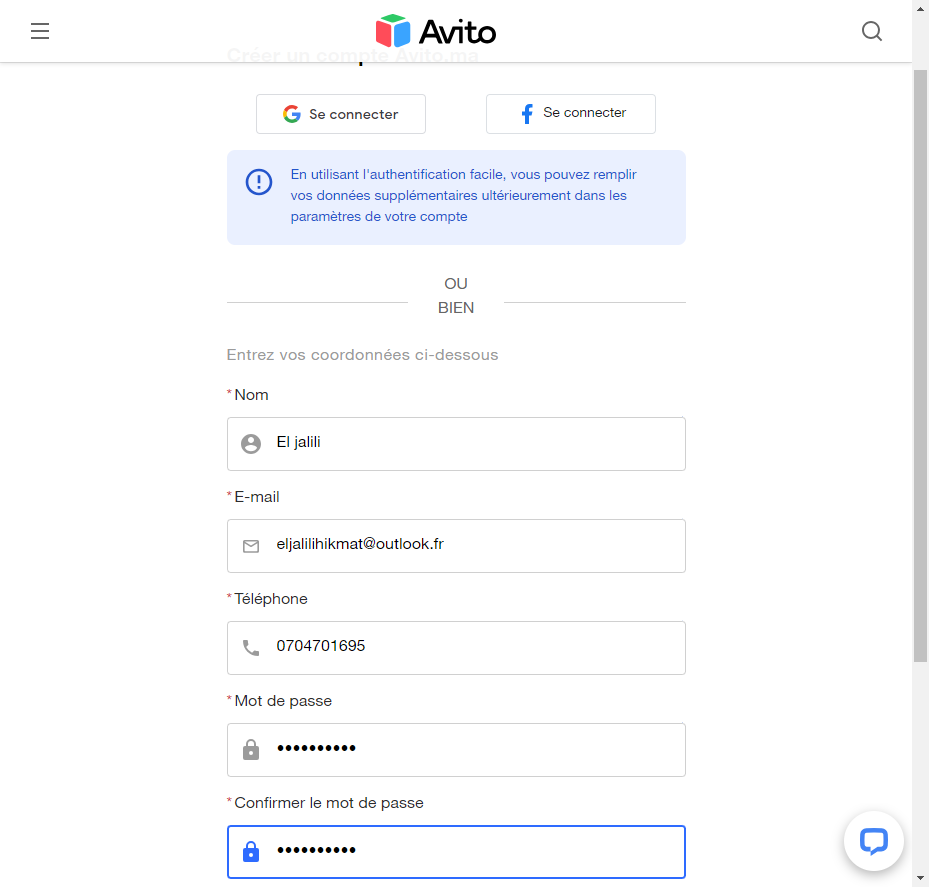 Avito
Créer un compte Avito.ma
Se connecter
Se connecter
En utilisant l'authentification facile, vous pouvez remplir
vos données supplémentaires ultérieurement dans les
paramètres de votre compte
OU
BIEN
Entrez vos coordonnées ci-dessous
*Nom
El jalili
*E-mail
eljalilihikmat@outlook.fr
*Téléphone
0704701695
*Mot de passe
••••••••••
*Confirmer le mot de passe
••••••••••